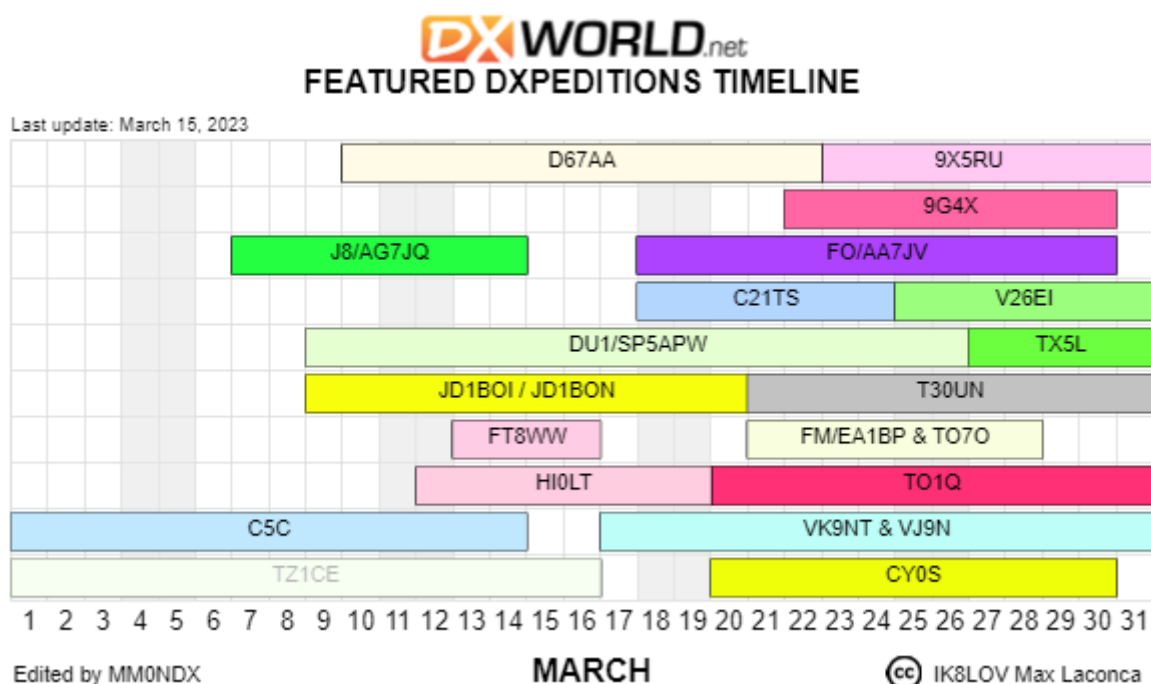 DX WORLD.net
FEATURED DXPEDITIONS TIMELINE
Last update: March 15, 2023
D67AA 9X5RU
9G4X
J8/AG7JQ FO/AA7JV
C21TS V26EI
DU1/SP5APW TX5L
JD1BOI / JD1BON T30UN
FT8WW FM/EA1BP & TO7O
HI0LT TO1Q
C5C VK9NT & VJ9N
TZ1CE CY0S
1 2 3 4 5 6 7 8 9 10 11 12 13 14 15 16 17 18 19 20 21 22 23 24 25 26 27 28 29 30 31
Edited by MM0NDX MARCH cc IK8LOV Max Laconca